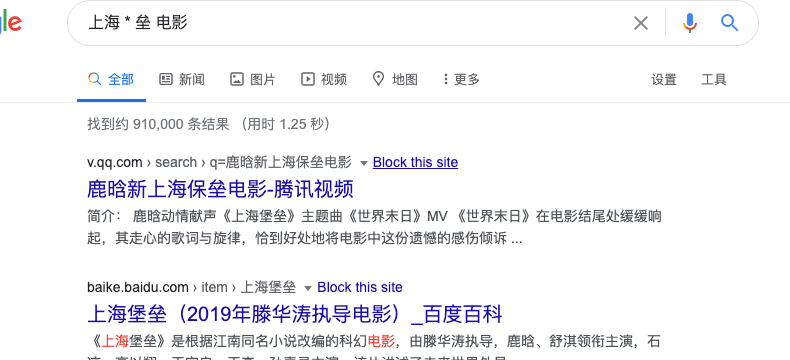 gle
上海 * 垒 电影
全部 新闻 图片 视频 地图 更多 设置 工具
找到约 910,000 条结果 （用时 1.25 秒）
v.qq.com › search › q=鹿晗新上海保垒电影 Block this site
鹿晗新上海保垒电影-腾讯视频
简介： 鹿晗动情献声《上海堡垒》主题曲《世界末日》MV 《世界末日》在电影结尾处缓缓响
起，其走心的歌词与旋律，恰到好处地将电影中这份遗憾的感伤倾诉 ...
baike.baidu.com › item › 上海堡垒 Block this site
上海堡垒（2019年滕华涛执导电影）_百度百科
《上海堡垒》是根据江南同名小说改编的科幻电影，由滕华涛执导，鹿晗、舒淇领衔主演，石